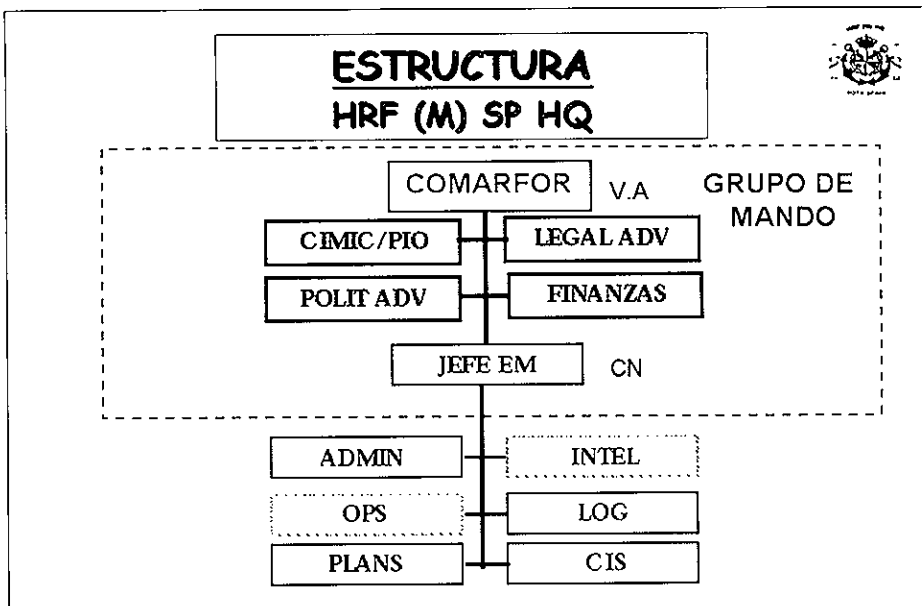 ESTRUCTURA
HRF (M) SP HQ
COMARFOR V.A GRUPO DE
MANDO
CIMIC/PIO LEGAL ADV
POLIT ADV FINANZAS
JEFE EM CN
ADMIN INTEL
OPS LOG
PLANS CIS